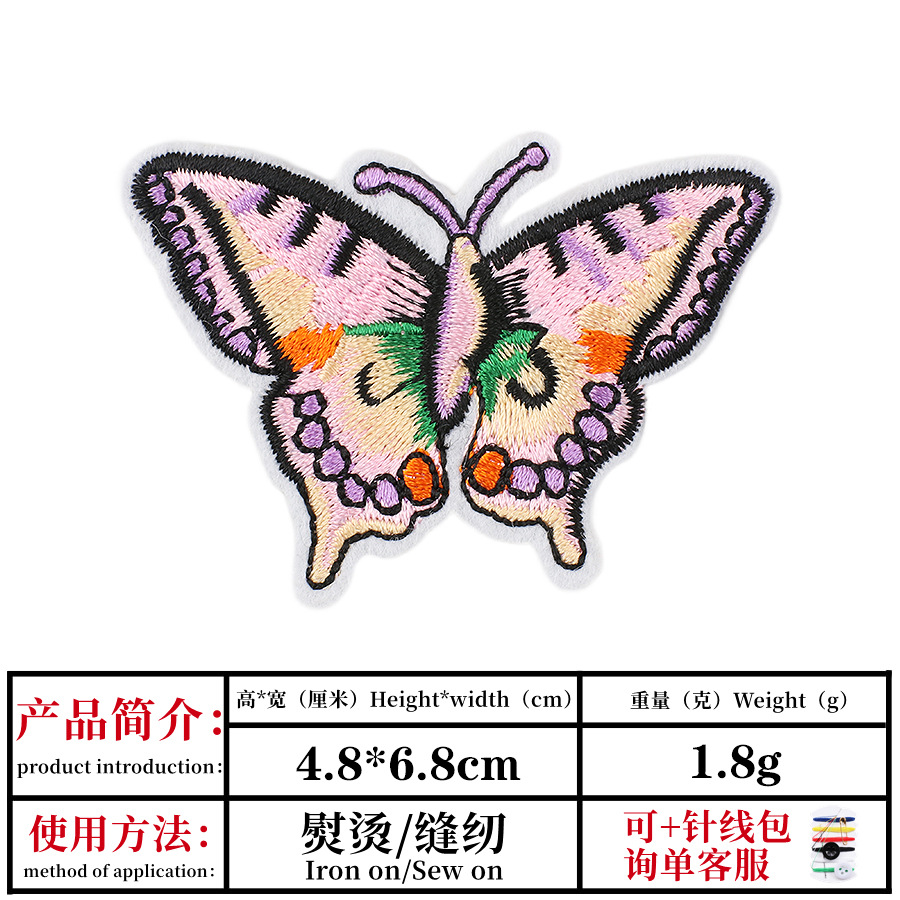 产品简介：
product introduction：
高*宽（厘米）Height*width（cm）
重量（克）Weight（g）
4.8*6.8cm
1.8g
使用方法：
method of application：
熨烫/缝纫
Iron on/Sew on
可+针线包
询单客服